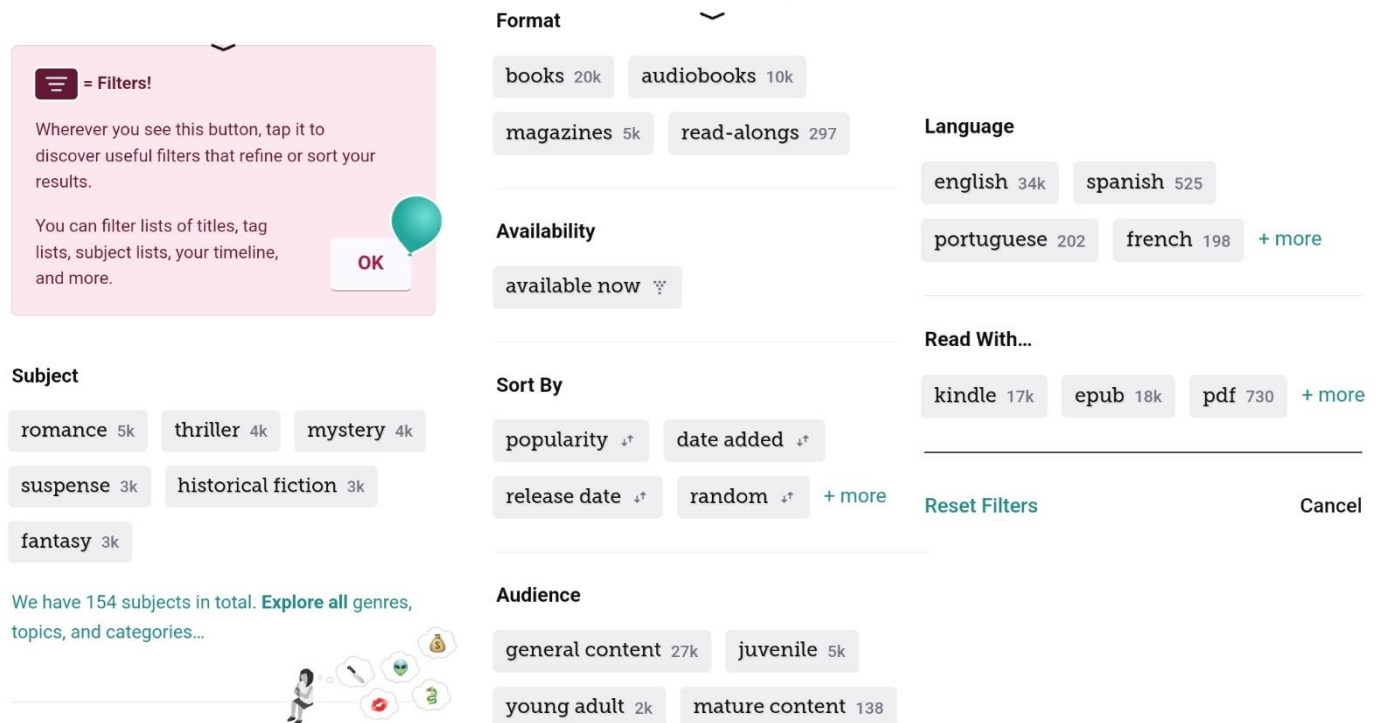 = Filters!
Wherever you see this button, tap it to
discover useful filters that refine or sort your
results.
You can filter lists of titles, tag
lists, subject lists, your timeline,
and more.
OK
Subject
romance 5k thriller 4k mystery 4k
suspense 3k historical fiction 3k
fantasy 3k
We have 154 subjects in total. Explore all genres,
topics, and categories…
Format
books 20k audiobooks 10k
magazines 5k read-alongs 297
Availability
available now
Sort By
popularity date added
release date random + more
Audience
general content 27k juvenile 5k
young adult 2k mature content 138
Language
english 34k spanish 525
portuguese 202 french 198 + more
Read With…
kindle 17k epub 18k pdf 730 + more
Reset Filters Cancel